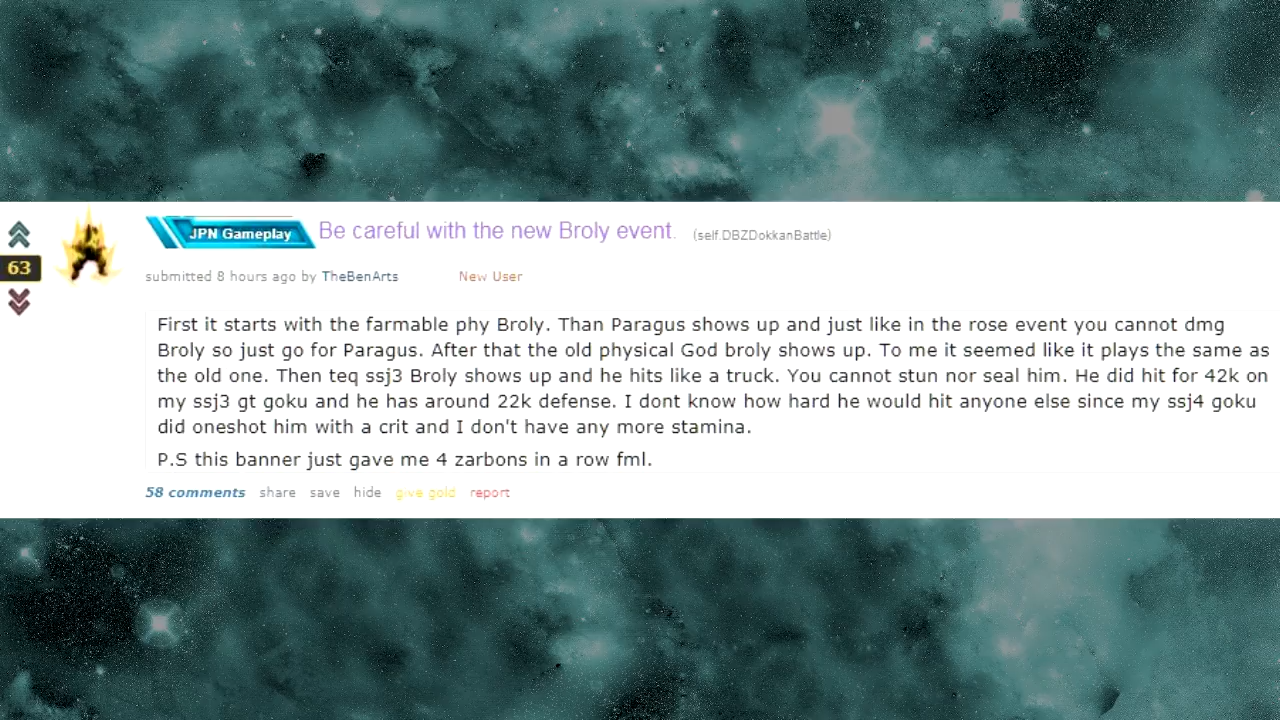 JPN Gameplay Be careful with the new Broly event. (self.DBZDokkanBattle)
63
submitted 8 hours ago by TheBenArts New User
First it starts with the farmable phy Broly. Than Paragus shows up and just like in the rose event you cannot dmg
Broly so just go for Paragus. After that the old physical God broly shows up. To me it seemed like it plays the same as
the old one. Then teq ssj3 Broly shows up and he hits like a truck. You cannot stun nor seal him. He did hit for 42k on
my ssj3 gt goku and he has around 22k defense. I dont know how hard he would hit anyone else since my ssj4 goku
did oneshot him with a crit and I don't have any more stamina.
P.S this banner just gave me 4 zarbons in a row fml.
58 comments share save hide give gold report